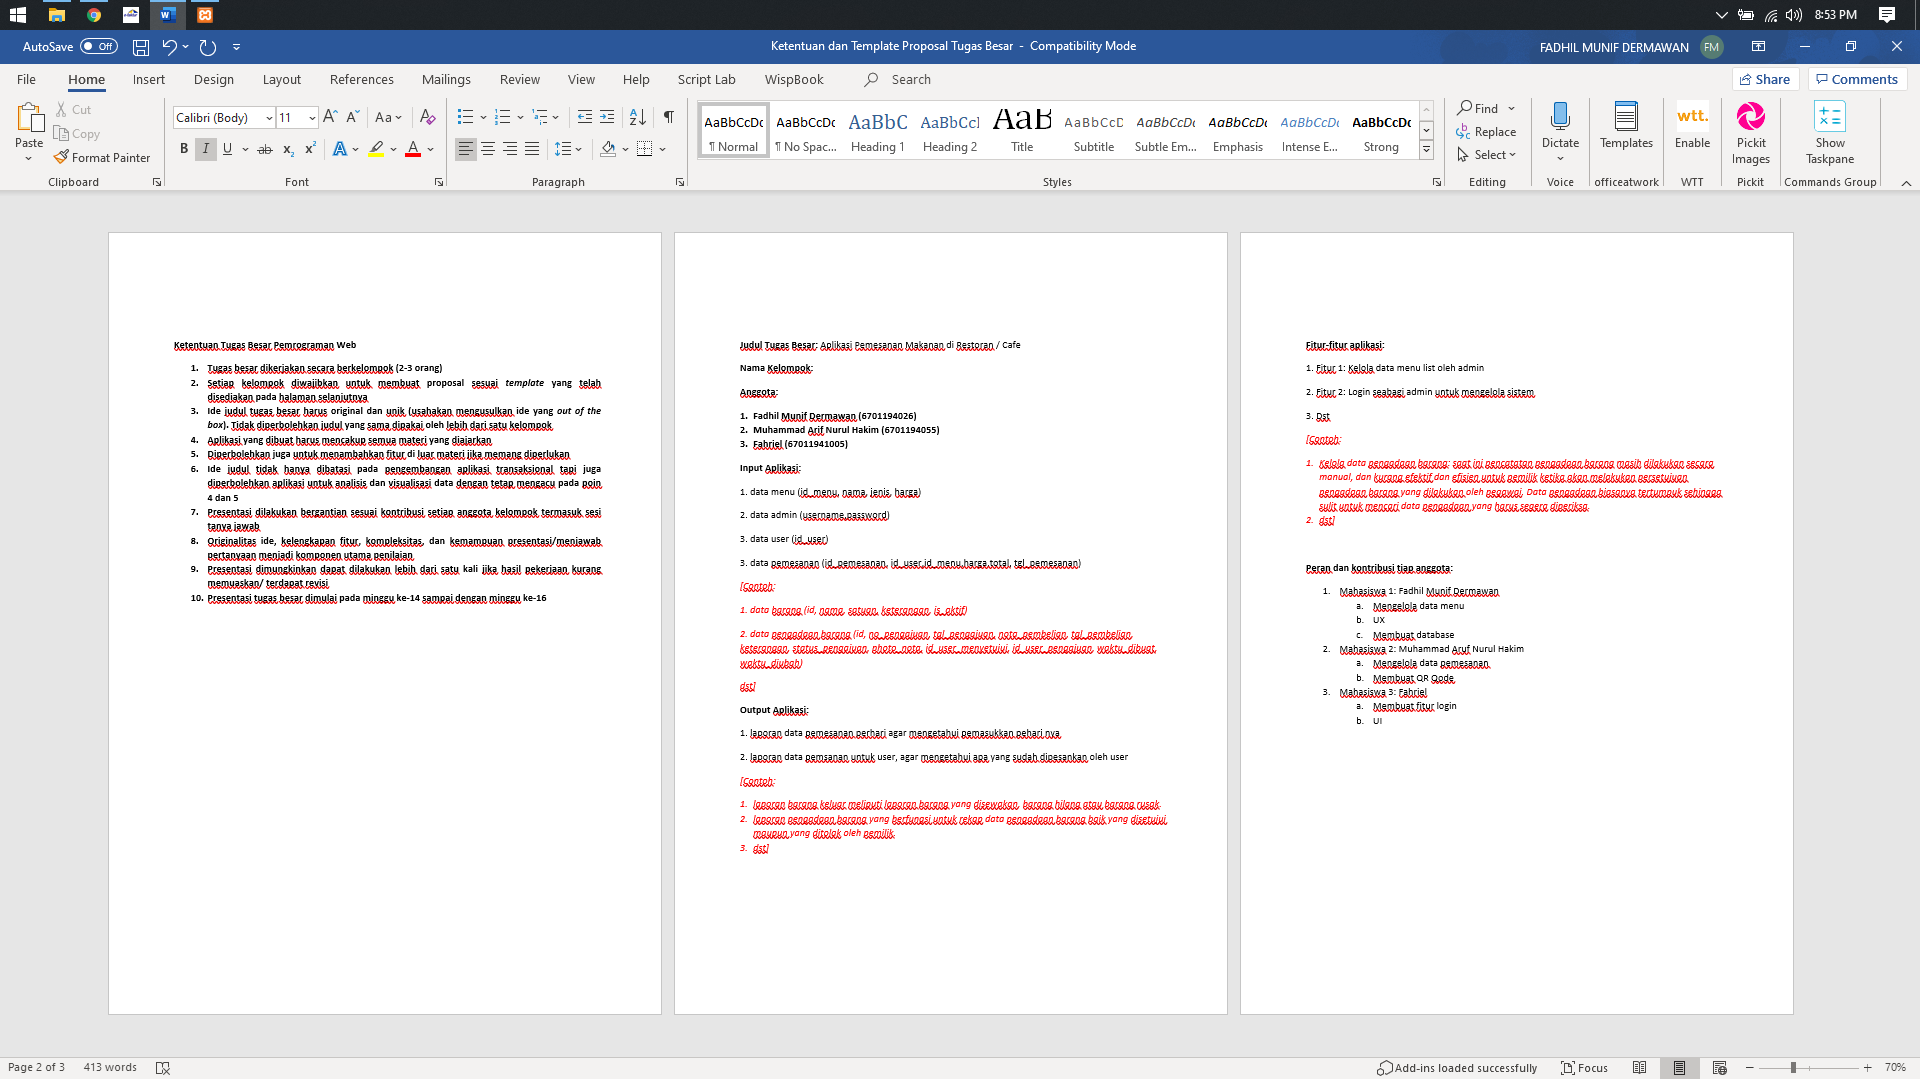 8:53 PM
AutoSave Off
Ketentuan dan Template Proposal Tugas Besar - Compatibility Mode
FADHIL MUNIF DERMAWAN FM
File Home Insert Design Layout References Mailings Review View Help Script Lab WispBook Search Share Comments
Paste
Cut
Copy
Format Painter
Clipboard
Calibri (Body) 11
Font
Paragraph
AaBbCcDc AaBbCcDc AaBbC AaBbCcI AaB AaBbCcD AaBbCcDc AaBbCcDc AaBbCcDc AaBbCcDc
¶ Normal ¶ No Spac... Heading 1 Heading 2 Title Subtitle Subtle Em... Emphasis Intense E... Strong
Styles
Find
Replace
Select
Editing
Dictate
Voice
Templates
officeatwork
wtt.
Enable
WTT
Pickit
Images
Pickit
Show
Taskpane
Commands Group
Ketentuan Tugas Besar Pemrograman Web
1. Tugas besar dikerjakan secara berkelompok (2-3 orang)
2. Setiap kelompok diwajibkan untuk membuat proposal sesuai template yang telah
disediakan pada halaman selanjutnya
3. Ide judul tugas besar harus original dan unik (usahakan mengusulkan ide yang out of the
box). Tidak diperbolehkan judul yang sama dipakai oleh lebih dari satu kelompok
4. Aplikasi yang dibuat harus mencakup semua materi yang diajarkan
5. Diperbolehkan juga untuk menambahkan fitur di luar materi jika memang diperlukan
6. Ide judul tidak hanya dibatasi pada pengembangan aplikasi transaksional tapi juga
diperbolehkan aplikasi untuk analisis dan visualisasi data dengan tetap mengacu pada poin
4 dan 5
7. Presentasi dilakukan bergantian sesuai kontribusi setiap anggota kelompok termasuk sesi
tanya jawab
8. Originalitas ide, kelengkapan fitur, kompleksitas, dan kemampuan presentasi/menjawab
pertanyaan menjadi komponen utama penilaian
9. Presentasi dimungkinkan dapat dilakukan lebih dari satu kali jika hasil pekerjaan kurang
memuaskan/ terdapat revisi
10. Presentasi tugas besar dimulai pada minggu ke-14 sampai dengan minggu ke-16
Judul Tugas Besar: Aplikasi Pemesanan Makanan di Restoran / Cafe
Nama Kelompok:
Anggota:
1. Fadhil Munif Dermawan (6701194026)
2. Muhammad Arif Nurul Hakim (6701194055)
3. Fahriel (67011941005)
Input Aplikasi:
1. data menu (id_menu, nama, jenis, harga)
2. data admin (username,password)
3. data user (id_user)
3. data pemesanan (id_pemesanan, id_user,id_menu,harga,total, tgl_pemesanan)
[Contoh:
1. data barang (id, nama, satuan, keterangan, is_aktif)
2. data pengadaan barang (id, no_pengajuan, tgl_pengajuan, nota_pembelian, tgl_pembelian,
keterangan, status_pengajuan, photo_nota, id_user_menyetujui, id_user_pengajuan, waktu_dibuat,
waktu_diubah)
dst]
Output Aplikasi:
1. laporan data pemesanan perhari agar mengetahui pemasukkan pehari nya
2. laporan data pemsanan untuk user, agar mengetahui apa yang sudah dipesankan oleh user
[Contoh:
1. laporan barang keluar meliputi laporan barang yang disewakan, barang hilang atau barang rusak.
2. laporan pengadaan barang yang berfungsi untuk rekap data pengadaan barang baik yang disetujui
maupun yang ditolak oleh pemilik.
3. dst]
Fitur-fitur aplikasi:
1. Fitur 1: Kelola data menu list oleh admin
2. Fitur 2: Login seabagi admin untuk mengelola sistem
3. Dst
[Contoh:
1. Kelola data pengadaan barang: saat ini pencatatan pengadaan barang masih dilakukan secara
manual, dan kurang efektif dan efisien untuk pemilik ketika akan melakukan persetujuan
pengadaan barang yang dilakukan oleh pegawai. Data pengadaan biasanya tertumpuk sehingga
sulit untuk mencari data pengadaan yang harus segera diperiksa.
2. dst]
Peran dan kontribusi tiap anggota:
1. Mahasiswa 1: Fadhil Munif Dermawan
a. Mengelola data menu
b. UX
c. Membuat database
2. Mahasiswa 2: Muhammad Aruf Nurul Hakim
a. Mengelola data pemesanan
b. Membuat QR Qode
3. Mahasiswa 3: Fahriel
a. Membuat fitur login
b. UI
Page 2 of 3 413 words
Add-ins loaded successfully Focus 70%